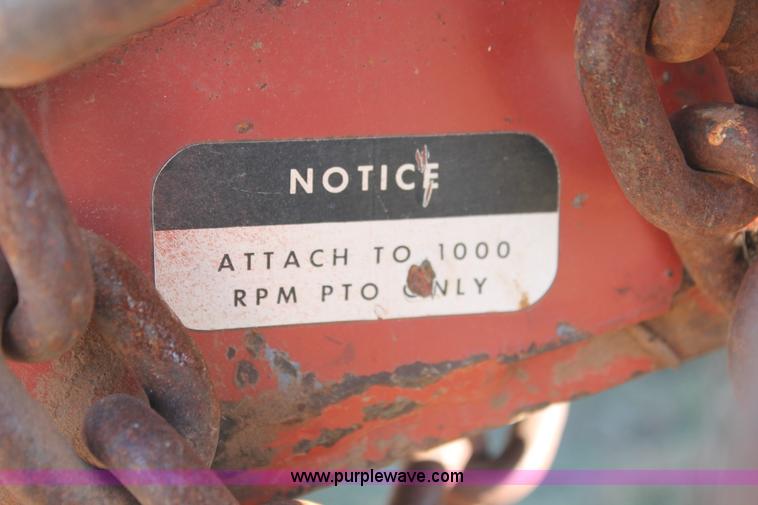 NOTICE
ATTACH TO 1000
RPM PTO ONLY
www.purplewave.com